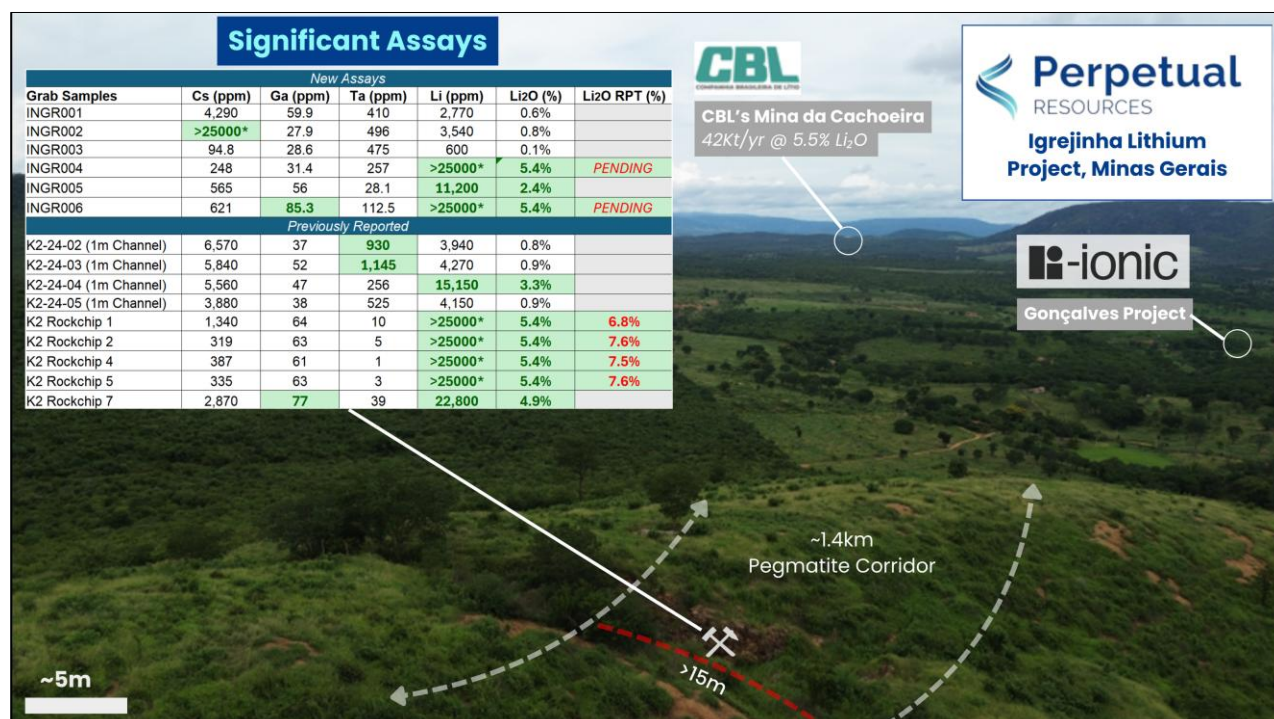 Significant Assays
New Assays
Grab Samples Cs (ppm) Ga (ppm) Ta (ppm) Li (ppm) Li2O (%) Li2O RPT (%)
INGR001 4,290 59.9 410 2,770 0.6%
INGR002 >25000* 27.9 496 3,540 0.8%
INGR003 94.8 28.6 475 600 0.1%
INGR004 248 31.4 257 >25000* 5.4% PENDING
INGR005 565 56 28.1 11,200 2.4%
INGR006 621 85.3 112.5 >25000* 5.4% PENDING
Previously Reported
K2-24-02 (1m Channel) 6,570 37 930 3,940 0.8%
K2-24-03 (1m Channel) 5,840 52 1,145 4,270 0.9%
K2-24-04 (1m Channel) 5,560 47 256 15,150 3.3%
K2-24-05 (1m Channel) 3,880 38 525 4,150 0.9%
K2 Rockchip 1 1,340 64 10 >25000* 5.4% 6.8%
K2 Rockchip 2 319 63 5 >25000* 5.4% 7.6%
K2 Rockchip 4 387 61 1 >25000* 5.4% 7.5%
K2 Rockchip 5 335 63 3 >25000* 5.4% 7.6%
K2 Rockchip 7 2,870 77 39 22,800 4.9%
CBL
COMPANHIA BRASILEIRA DE LÍTIO
CBL's Mina da Cachoeira
42Kt/yr @ 5.5% Li₂O
Perpetual
RESOURCES
Igrejinha Lithium
Project, Minas Gerais
Li-ionic
Gonçalves Project
~1.4km
Pegmatite Corridor
>15m
~5m